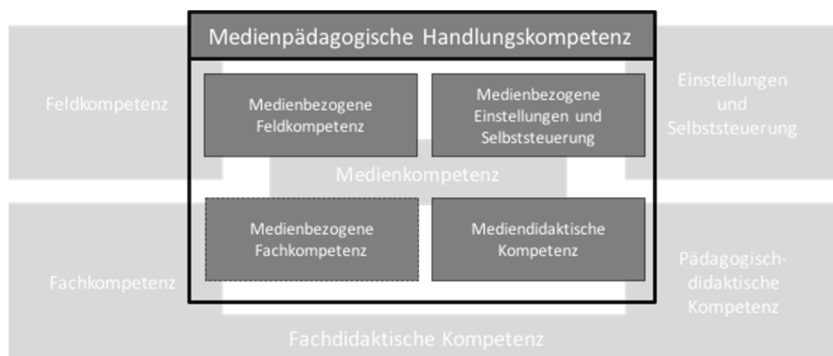 Medienpädagogische Handlungskompetenz
Feldkompetenz
Medienbezogene
Feldkompetenz
Medienbezogene
Einstellungen und
Selbststeuerung
Einstellungen
und
Selbststeuerung
Medienkompetenz
Fachkompetenz
Medienbezogene
Fachkompetenz
Mediendidaktische
Kompetenz
Pädagogisch-
didaktische
Kompetenz
Fachdidaktische Kompetenz